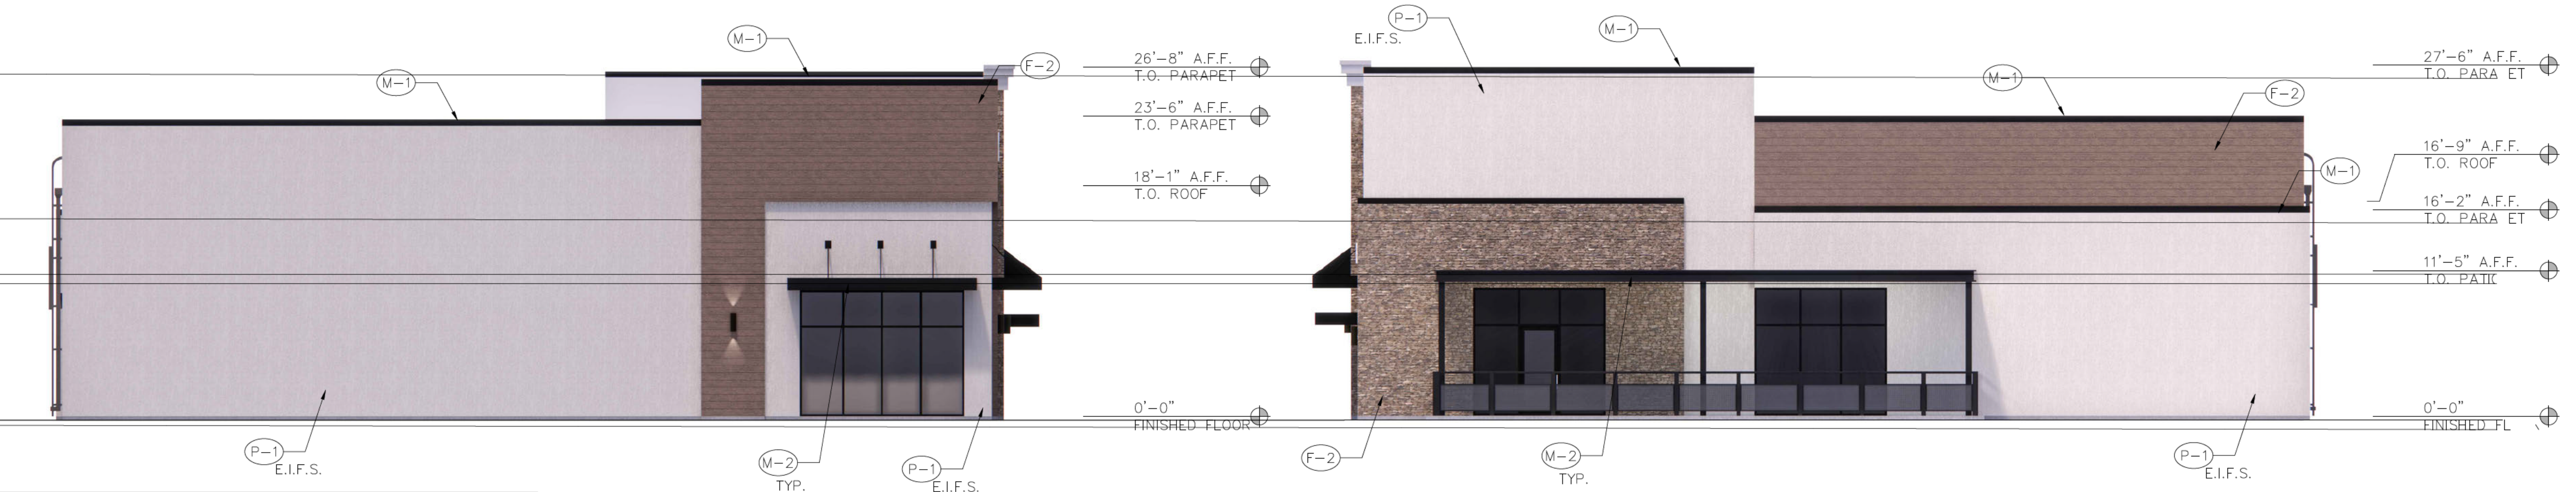 M-1
M-1
F-2
P-1
E.I.F.S.
M-2
TYP.
P-1
E.I.F.S.
26'-8" A.F.F.
T.O. PARAPET
23'-6" A.F.F.
T.O. PARAPET
18'-1" A.F.F.
T.O. ROOF
0'-0"
FINISHED FLOOR
P-1
E.I.F.S.
M-1
M-1
F-2
M-1
F-2
M-2
TYP.
P-1
E.I.F.S.
27'-6" A.F.F.
T.O. PARA ET
16'-9" A.F.F.
T.O. ROOF
16'-2" A.F.F.
T.O. PARA ET
11'-5" A.F.F.
T.O.
0'-0"
FINISHED FL